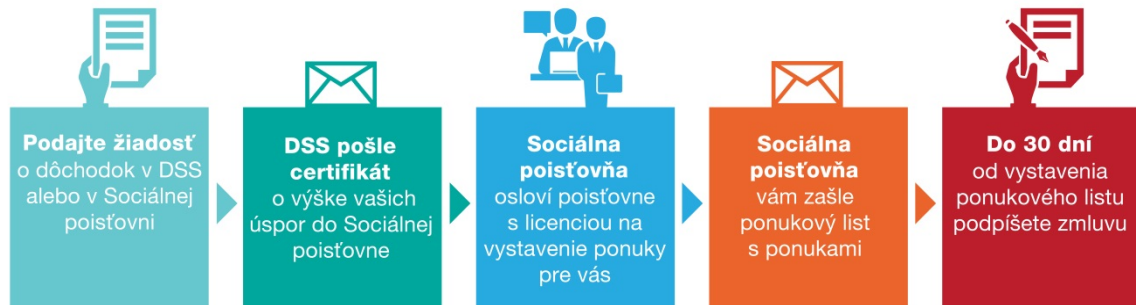 Podajte žiadosť
o dôchodok v DSS
alebo v Sociálnej
poisťovni
DSS pošle
certifikát
o výške vašich
úspor do Sociálnej
poisťovne
Sociálna
poisťovňa
osloví poisťovne
s licenciou na
vystavenie ponuky
pre vás
Sociálna
poisťovňa
vám zašle
ponukový list
s ponukami
Do 30 dní
od vystavenia
ponukového listu
podpíšete zmluvu